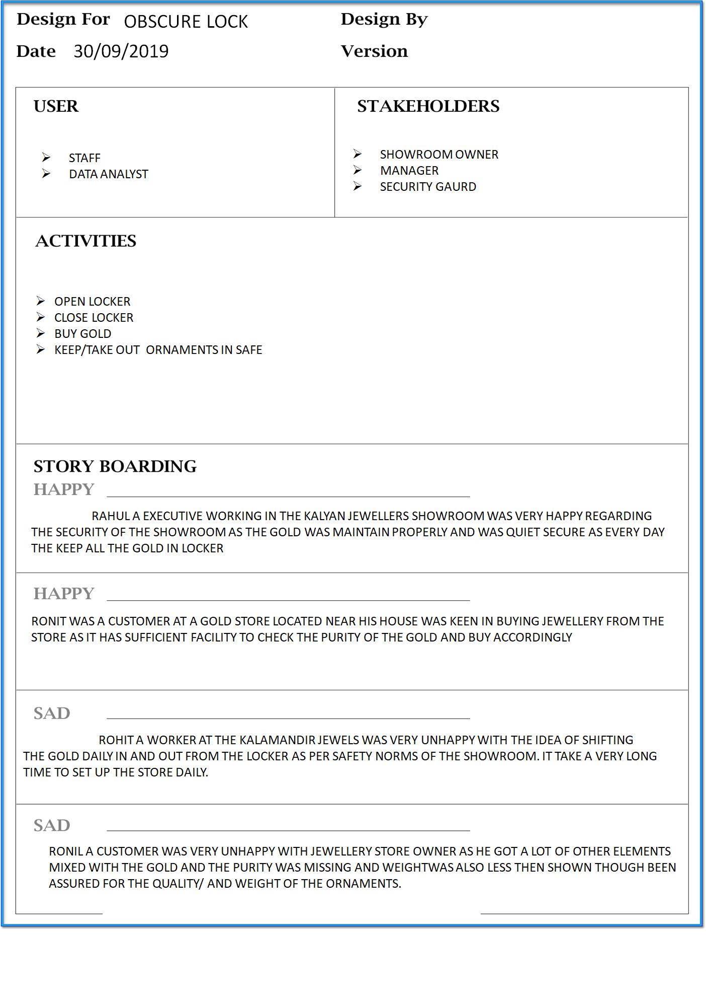 Design For OBSCURE LOCK
Design By
Date 30/09/2019
Version
USER
STAFF
DATA ANALYST
STAKEHOLDERS
SHOWROOM OWNER
MANAGER
SECURITY GAURD
ACTIVITIES
OPEN LOCKER
CLOSE LOCKER
BUY GOLD
KEEP/TAKE OUT ORNAMENTS IN SAFE
STORY BOARDING
HAPPY
RAHUL A EXECUTIVE WORKING IN THE KALYAN JEWELLERS SHOWROOM WAS VERY HAPPY REGARDING
THE SECURITY OF THE SHOWROOM AS THE GOLD WAS MAINTAIN PROPERLY AND WAS QUIET SECURE AS EVERY DAY
THE KEEP ALL THE GOLD IN LOCKER
HAPPY
RONIT WAS A CUSTOMER AT A GOLD STORE LOCATED NEAR HIS HOUSE WAS KEEN IN BUYING JEWELLERY FROM THE
STORE AS IT HAS SUFFICIENT FACILITY TO CHECK THE PURITY OF THE GOLD AND BUY ACCORDINGLY
SAD
ROHIT A WORKER AT THE KALAMANDIR JEWELS WAS VERY UNHAPPY WITH THE IDEA OF SHIFTING
THE GOLD DAILY IN AND OUT FROM THE LOCKER AS PER SAFETY NORMS OF THE SHOWROOM. IT TAKE A VERY LONG
TIME TO SET UP THE STORE DAILY.
SAD
RONIL A CUSTOMER WAS VERY UNHAPPY WITH JEWELLERY STORE OWNER AS HE GOT A LOT OF OTHER ELEMENTS
MIXED WITH THE GOLD AND THE PURITY WAS MISSING AND WEIGHTWAS ALSO LESS THEN SHOWN THOUGH BEEN
ASSURED FOR THE QUALITY/ AND WEIGHT OF THE ORNAMENTS.